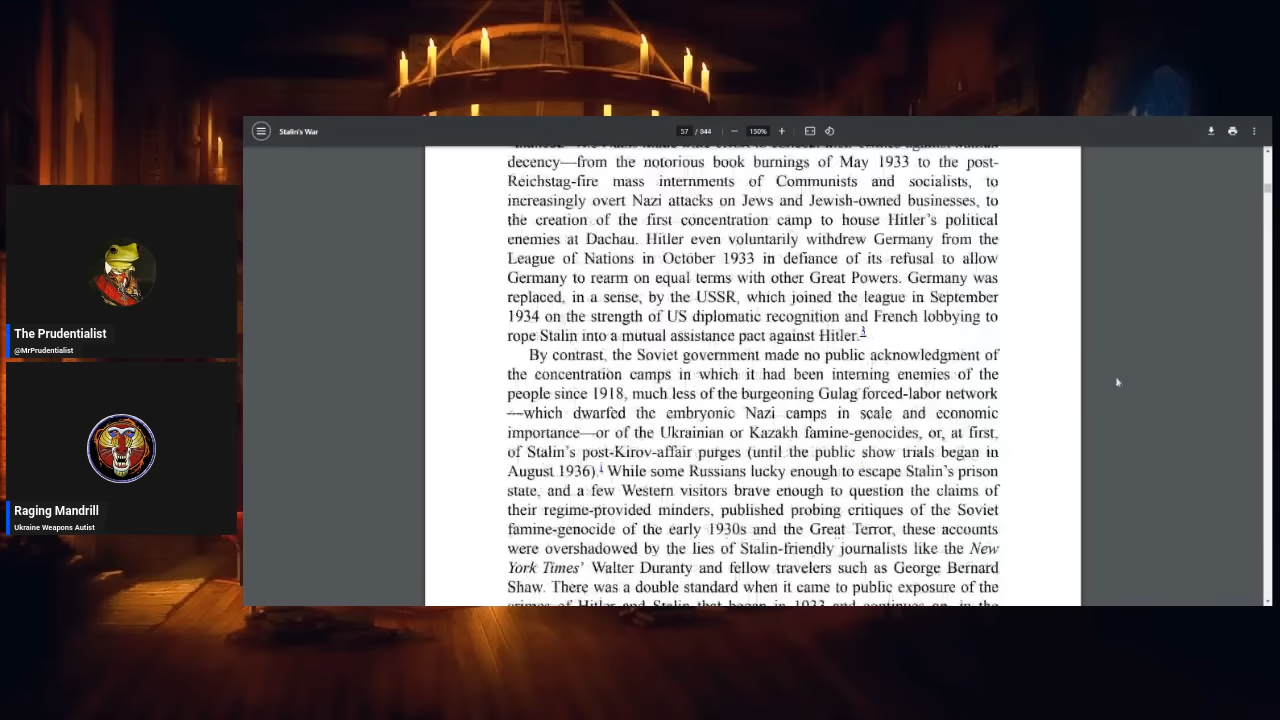 Stalin's War
57 / 844
150%
decency—from the notorious book burnings of May 1933 to the post-
Reichstag-fire mass internments of Communists and socialists, to
increasingly overt Nazi attacks on Jews and Jewish-owned businesses, to
the creation of the first concentration camp to house Hitler's political
enemies at Dachau. Hitler even voluntarily withdrew Germany from the
League of Nations in October 1933 in defiance of its refusal to allow
Germany to rearm on equal terms with other Great Powers. Germany was
replaced, in a sense, by the USSR, which joined the league in September
1934 on the strength of US diplomatic recognition and French lobbying to
rope Stalin into a mutual assistance pact against Hitler.3
By contrast, the Soviet government made no public acknowledgment of
the concentration camps in which it had been interning enemies of the
people since 1918, much less of the burgeoning Gulag forced-labor network
—which dwarfed the embryonic Nazi camps in scale and economic
importance—or of the Ukrainian or Kazakh famine-genocides, or, at first,
of Stalin's post-Kirov-affair purges (until the public show trials began in
August 1936). While some Russians lucky enough to escape Stalin's prison
state, and a few Western visitors brave enough to question the claims of
their regime-provided minders, published probing critiques of the Soviet
famine-genocide of the early 1930s and the Great Terror, these accounts
were overshadowed by the lies of Stalin-friendly journalists like the New
York Times' Walter Duranty and fellow travelers such as George Bernard
Shaw. There was a double standard when it came to public exposure of the
crimes of Hitler and Stalin that began in 1933 and continues on, in the
The Prudentialist
@MrPrudentialist
Raging Mandrill
Ukraine Weapons Autist